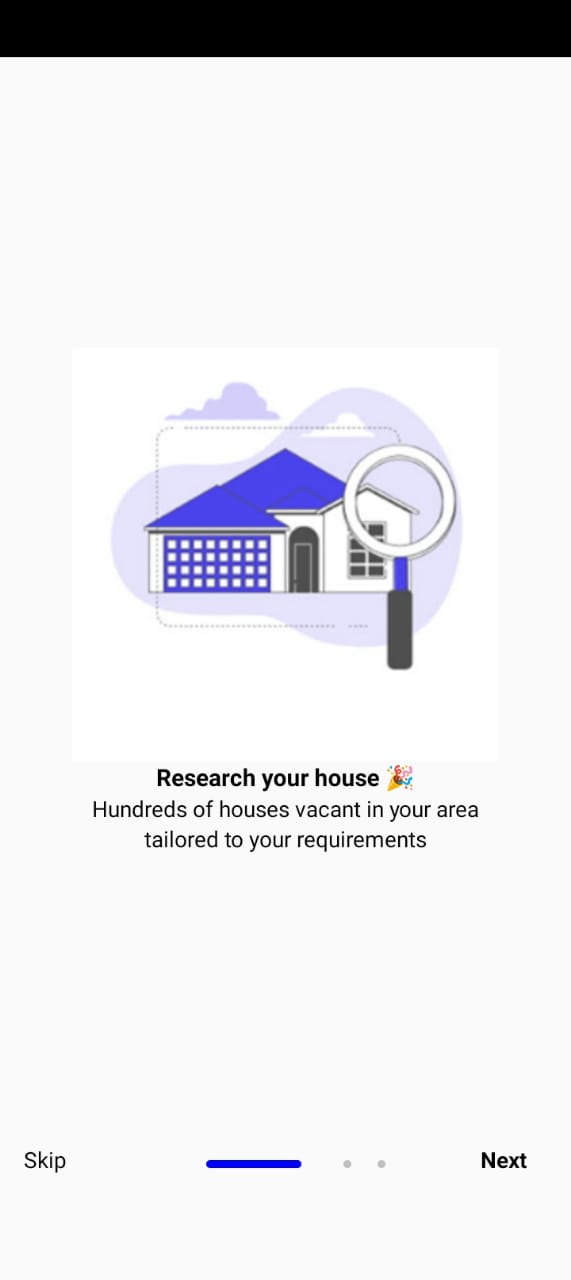 Research your house 🎉
Hundreds of houses vacant in your area
tailored to your requirements
Skip
Next